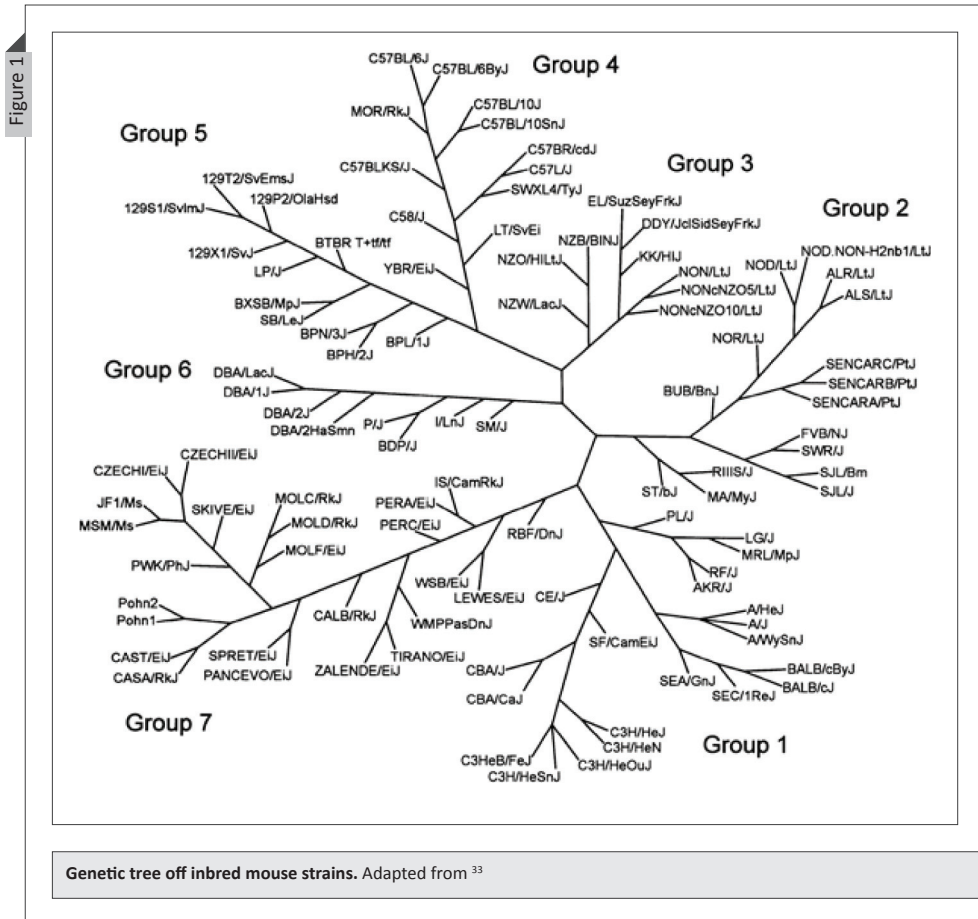 Figure 1
Group 4
C57BL/6J
C57BL/6ByJ
MOR/RkJ
C57BL/10J
C57BL/10SnJ
C57BLKS/J
C57BR/cdJ
C57L/J
SWXL4/TyJ
C58/J
LT/SvEi
YBR/EiJ
Group 5
129T2/SvEmsJ
129P2/OlaHsd
129S1/SvImJ
129X1/SvJ
BTBR T+tf/tf
LP/J
BXSB/MpJ
SB/LeJ
BPN/3J
BPH/2J
BPL/1J
Group 3
EL/SuzSeyFrkJ
DDY/JclSidSeyFrkJ
NZB/BINJ
NZO/HILtJ
KK/HIJ
NON/LtJ
NONcNZO5/LtJ
NZW/LacJ
NONcNZO10/LtJ
Group 2
NOD.NON-H2nb1/LtJ
NOD/LtJ
ALR/LtJ
ALS/LtJ
NOR/LtJ
SENCARC/PtJ
SENCARB/PtJ
SENCARA/PtJ
BUB/BnJ
FVB/NJ
SWR/J
SJL/Bm
SJL/J
RIIIS/J
MA/MyJ
ST/bJ
Group 6
DBA/LacJ
DBA/1J
DBA/2J
DBA/2HaSmn
P/J
BDP/J
I/LnJ
SM/J
CZECHII/EiJ
CZECHI/EiJ
JF1/Ms
MSM/Ms
SKIVE/EiJ
PWK/PhJ
MOLC/RkJ
MOLD/RkJ
MOLF/EiJ
IS/CamRkJ
PERA/EiJ
PERC/EiJ
RBF/DnJ
WSB/EiJ
LEWES/EiJ
CALB/RkJ
WMPPasDnJ
TIRANO/EiJ
ZALENDE/EiJ
Pohn2
Pohn1
CAST/EiJ
CASA/RkJ
SPRET/EiJ
PANCEVO/EiJ
Group 7
PL/J
LG/J
MRL/MpJ
RF/J
AKR/J
CE/J
SF/CamEiJ
A/HeJ
A/J
A/WySnJ
BALB/cByJ
BALB/cJ
SEA/GnJ
SEC/1ReJ
CBA/J
CBA/CaJ
C3H/HeJ
C3H/HeN
C3H/HeOuJ
C3HeB/FeJ
C3H/HeSnJ
Group 1
Genetic tree off inbred mouse strains. Adapted from 33